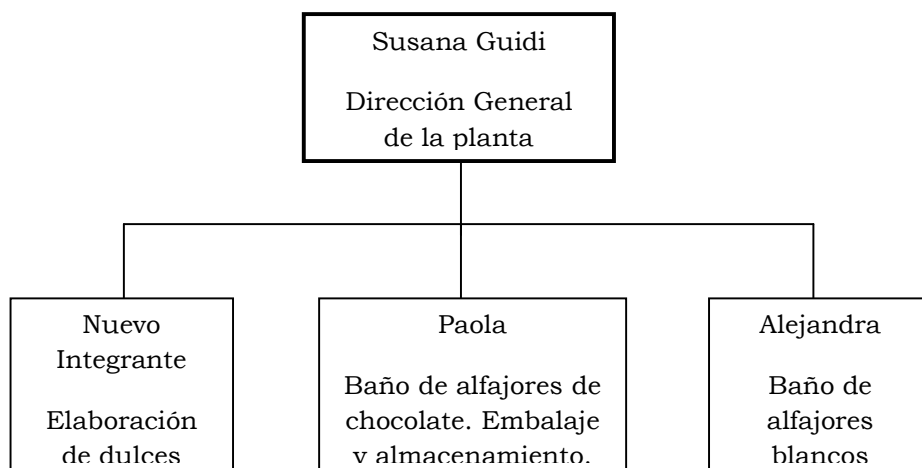 Susana Guidi
Dirección General
de la planta
Nuevo
Integrante
Elaboración
de dulces
Paola
Baño de alfajores de
chocolate. Embalaje
y almacenamiento.
Alejandra
Baño de
alfajores
blancos